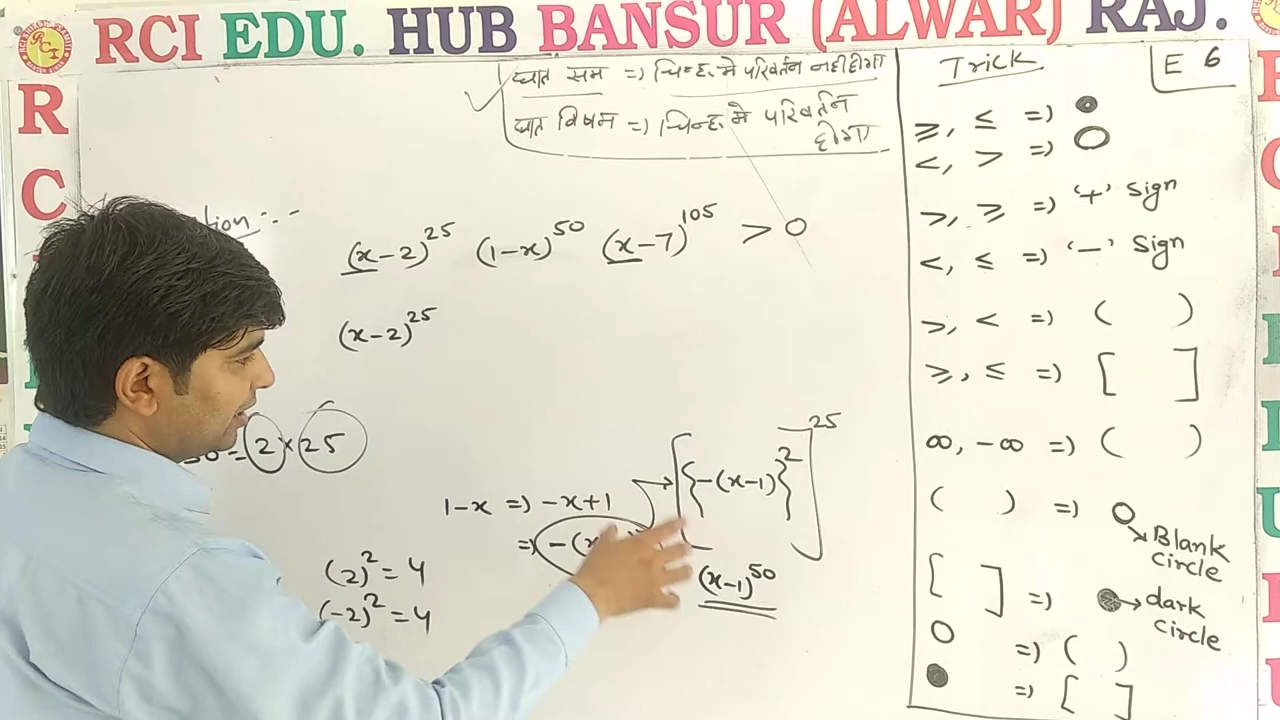 RCI EDU. HUB BANSUR (ALWAR) RAJ.
R
C
घात सम => चिन्ह मे परिवर्तन नही होगा
घात विषम => चिन्ह मे परिवर्तन
होगा
(x-2)^25 (1-x)^50 (x-7)^105 > 0
(x-2)^25
2 × 25
1-x => -x+1
=> -(x
[{-(x-1)}^2]^25
(x-1)^50
(2)^2 = 4
(-2)^2 = 4
Trick
E 6
≥, ≤ => ●
<, > => ○
>, ≥ => '+' Sign
<, ≤ => '-' Sign
>, < => ( )
≥, ≤ => [ ]
∞, -∞ => ( )
( ) => ○ → Blank
circle
[ ] => ● → dark
circle
○ => ( )
● => [ ]